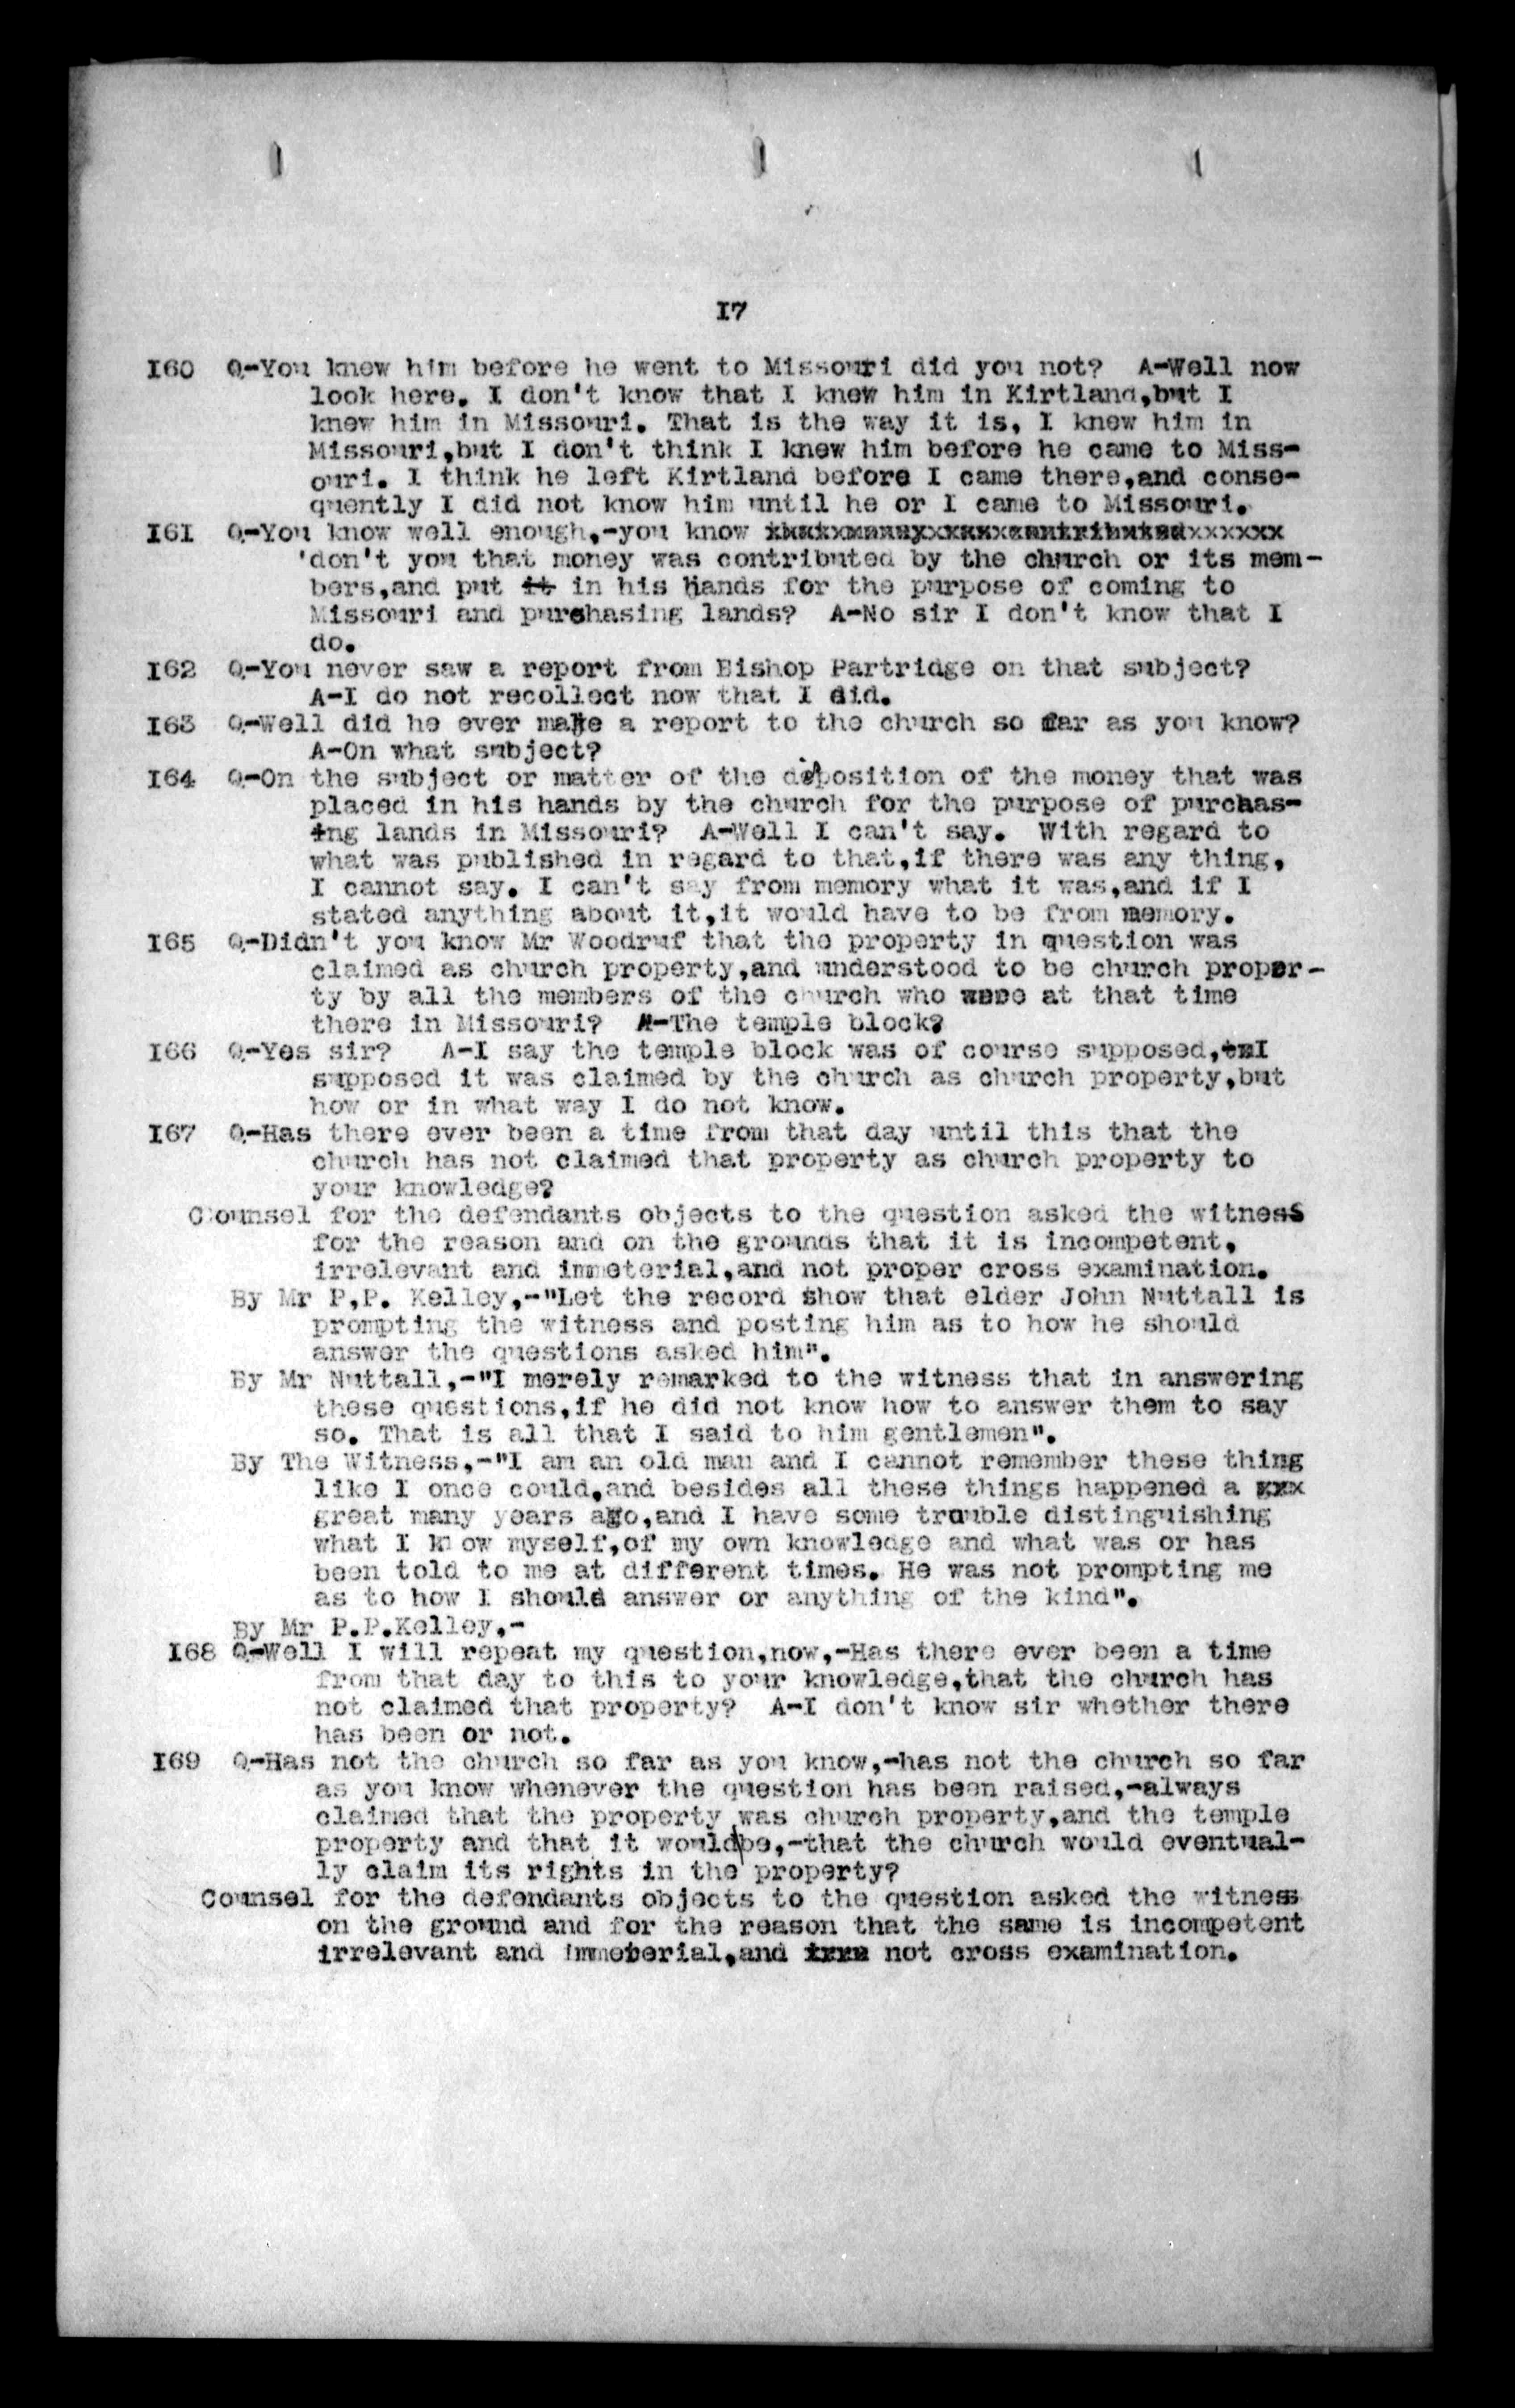 I7
I60 Q-You knew him before he went to Missouri did you not? A-Well now
look here. I don't know that I knew him in Kirtland,but I
knew him in Missouri. That is the way it is, I knew him in
Missouri,but I don't think I knew him before he came to Miss-
ouri. I think he left Kirtland before I came there,and conse-
quently I did not know him until he or I came to Missouri.
I6I Q-You know well enough,-you know
'don't you that money was contributed by the church or its mem-
bers,and put it in his hands for the purpose of coming to
Missouri and purchasing lands? A-No sir I don't know that I
do.
I62 Q-You never saw a report from Bishop Partridge on that subject?
A-I do not recollect now that I did.
I63 Q-Well did he ever make a report to the church so far as you know?
A-On what subject?
I64 Q-On the subject or matter of the disposition of the money that was
placed in his hands by the church for the purpose of purchas-
ing lands in Missouri? A-Well I can't say. With regard to
what was published in regard to that,if there was any thing,
I cannot say. I can't say from memory what it was,and if I
stated anything about it,it would have to be from memory.
I65 Q-Didn't you know Mr Woodruf that the property in question was
claimed as church property,and understood to be church proper-
ty by all the members of the church who were at that time
there in Missouri? A-The temple block?
I66 Q-Yes sir? A-I say the temple block was of course supposed,I
supposed it was claimed by the church as church property,but
how or in what way I do not know.
I67 Q-Has there ever been a time from that day until this that the
church has not claimed that property as church property to
your knowledge?
Counsel for the defendants objects to the question asked the witness
for the reason and on the grounds that it is incompetent,
irrelevant and immeterial,and not proper cross examination.
By Mr P,P. Kelley,-"Let the record show that elder John Nuttall is
prompting the witness and posting him as to how he should
answer the questions asked him".
By Mr Nuttall,-"I merely remarked to the witness that in answering
these questions,if he did not know how to answer them to say
so. That is all that I said to him gentlemen".
By The Witness,-"I am an old man and I cannot remember these thing
like I once could,and besides all these things happened a xxx
great many years ago,and I have some trouble distinguishing
what I know myself,of my own knowledge and what was or has
been told to me at different times. He was not prompting me
as to how I should answer or anything of the kind".
By Mr P.P.Kelley,-
I68 Q-Well I will repeat my question,now,-Has there ever been a time
from that day to this to your knowledge,that the church has
not claimed that property? A-I don't know sir whether there
has been or not.
I69 Q-Has not the church so far as you know,-has not the church so far
as you know whenever the question has been raised,-always
claimed that the property was church property,and the temple
property and that it would be,-that the church would eventual-
ly claim its rights in the property?
Counsel for the defendants objects to the question asked the witness
on the ground and for the reason that the same is incompetent
irrelevant and immeterial,and not cross examination.